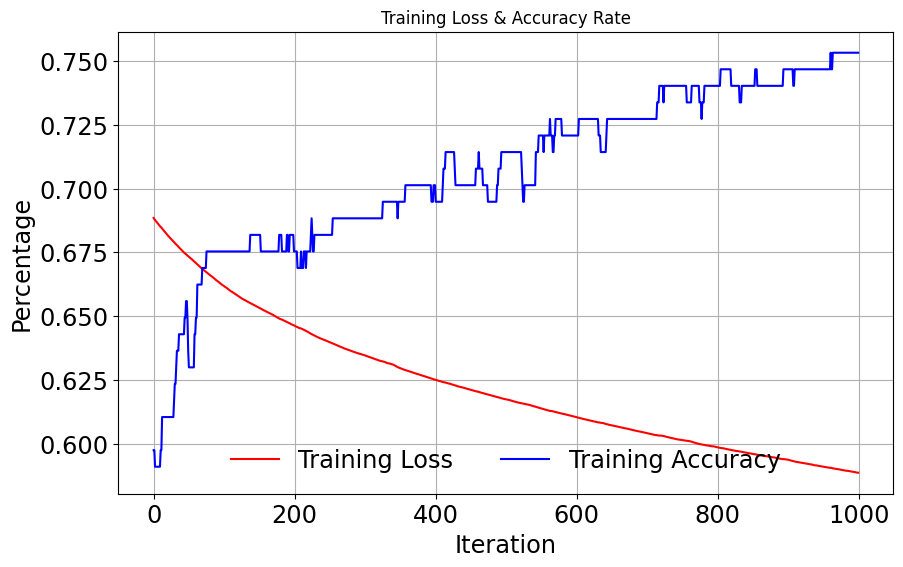 Training Loss & Accuracy Rate
0.750
0.725
0.700
0.675
0.650
0.625
0.600
Percentage
Training Loss
Training Accuracy
0 200 400 600 800 1000
Iteration